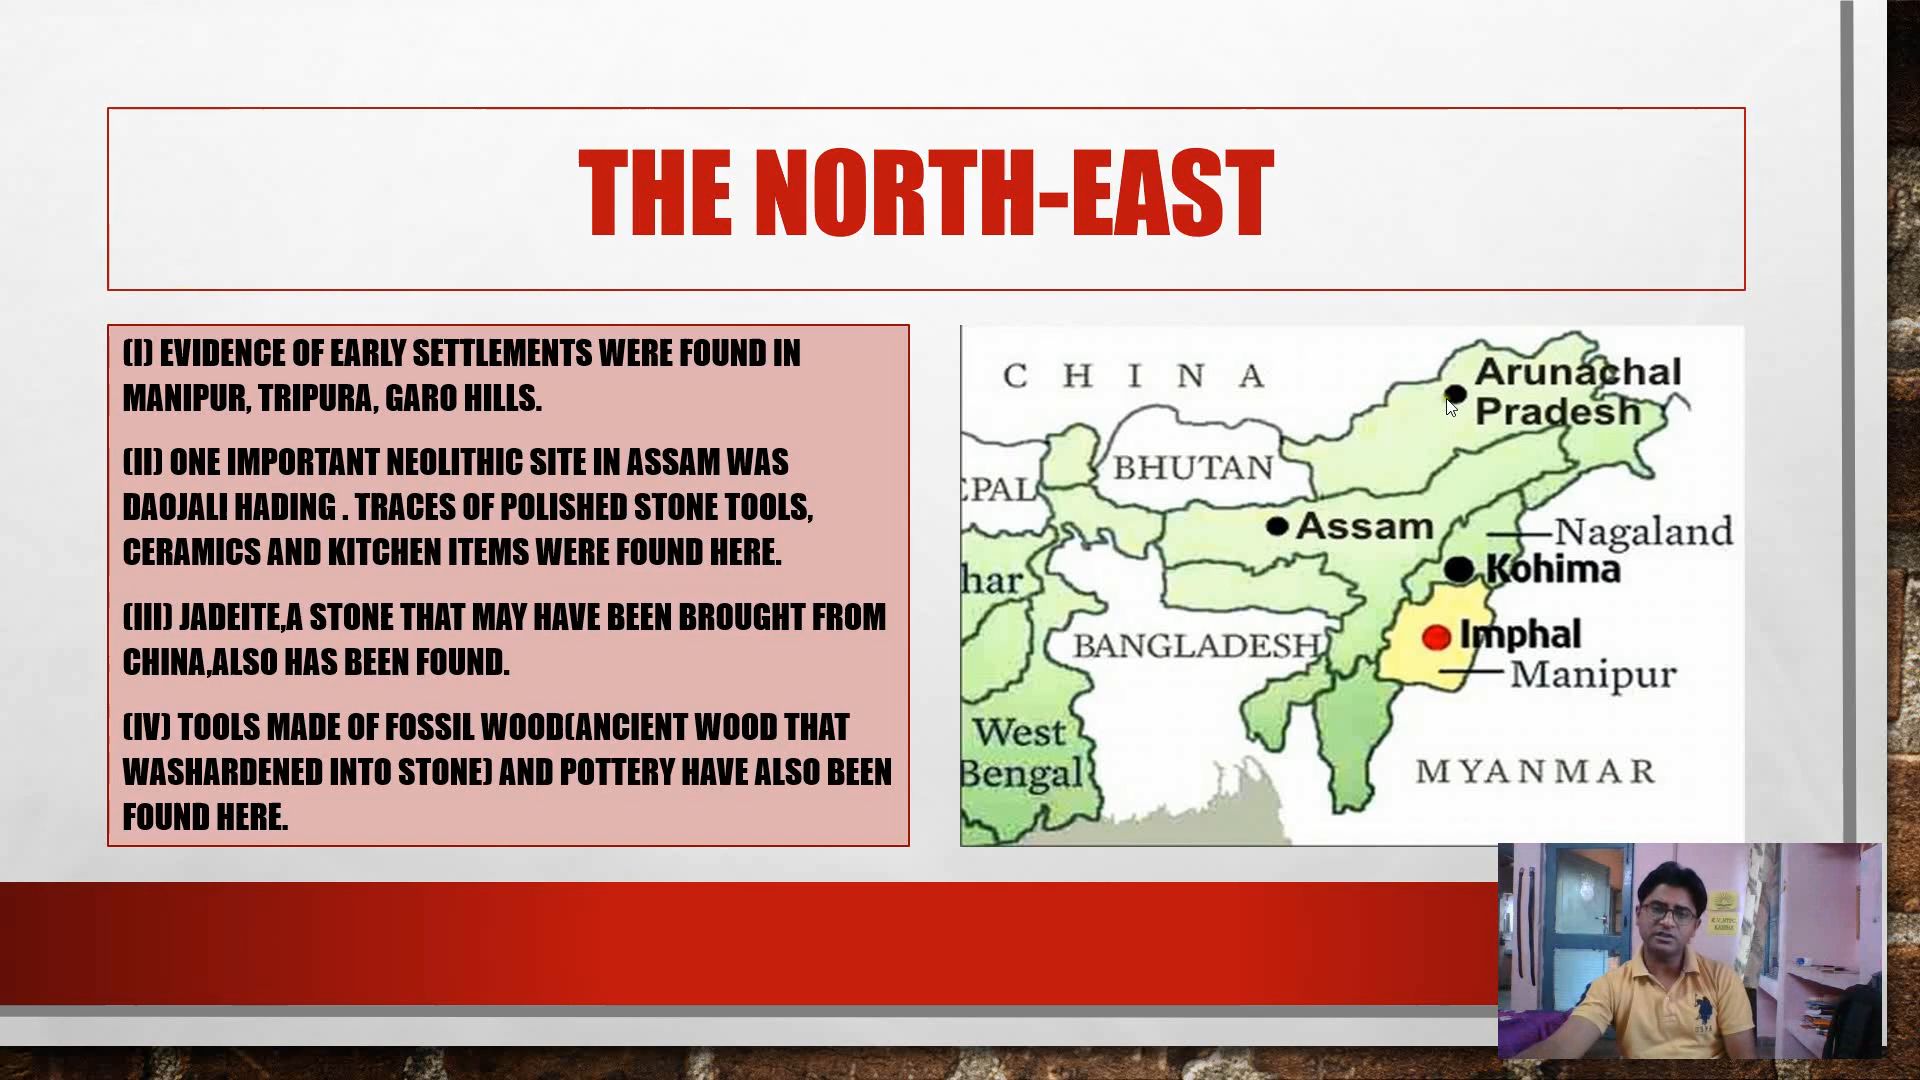 THE NORTH-EAST
(I) EVIDENCE OF EARLY SETTLEMENTS WERE FOUND IN
MANIPUR, TRIPURA, GARO HILLS.
(II) ONE IMPORTANT NEOLITHIC SITE IN ASSAM WAS
DAOJALI HADING . TRACES OF POLISHED STONE TOOLS,
CERAMICS AND KITCHEN ITEMS WERE FOUND HERE.
(III) JADEITE,A STONE THAT MAY HAVE BEEN BROUGHT FROM
CHINA,ALSO HAS BEEN FOUND.
(IV) TOOLS MADE OF FOSSIL WOOD(ANCIENT WOOD THAT
WASHARDENED INTO STONE) AND POTTERY HAVE ALSO BEEN
FOUND HERE.
CHINA
Arunachal
Pradesh
BHUTAN
EPAL
Assam
Nagaland
Kohima
har
BANGLADESH
Imphal
Manipur
West
Bengal
MYANMAR